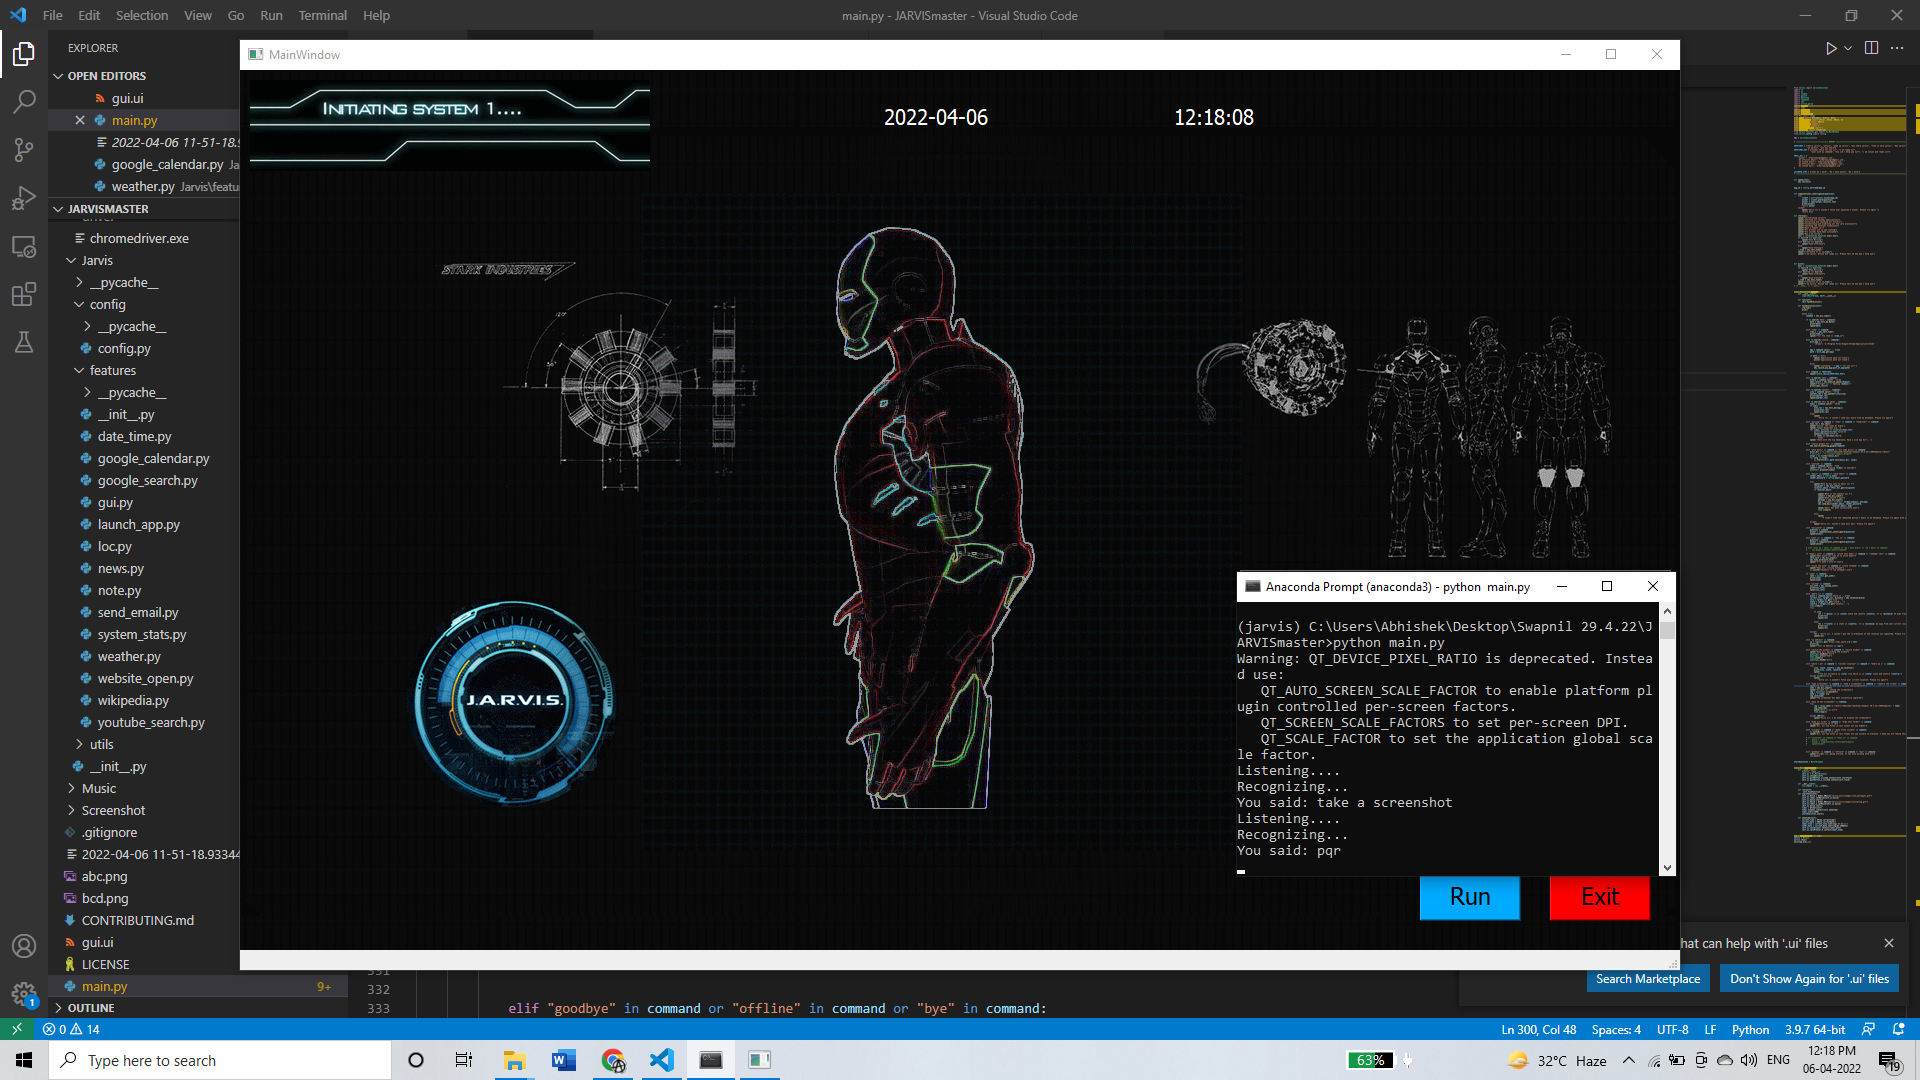 File Edit Selection View Go Run Terminal Help
main.py - JARVISmaster - Visual Studio Code
EXPLORER
OPEN EDITORS
gui.ui
main.py
2022-04-06 11-51-18.9
google_calendar.py Ja
weather.py Jarvis\featu
JARVISMASTER
chromedriver.exe
Jarvis
__pycache__
config
__pycache__
config.py
features
__pycache__
__init__.py
date_time.py
google_calendar.py
google_search.py
gui.py
launch_app.py
loc.py
news.py
note.py
send_email.py
system_stats.py
weather.py
website_open.py
wikipedia.py
youtube_search.py
utils
__init__.py
Music
Screenshot
.gitignore
2022-04-06 11-51-18.93344
abc.png
bcd.png
CONTRIBUTING.md
gui.ui
LICENSE
main.py 9+
OUTLINE
MainWindow
INITIATING SYSTEM 1....
2022-04-06
12:18:08
STARK INDUSTRIES
J.A.R.V.I.S.
Anaconda Prompt (anaconda3) - python main.py
(jarvis) C:\Users\Abhishek\Desktop\Swapnil 29.4.22\J
ARVISmaster>python main.py
Warning: QT_DEVICE_PIXEL_RATIO is deprecated. Instea
d use:
QT_AUTO_SCREEN_SCALE_FACTOR to enable platform pl
ugin controlled per-screen factors.
QT_SCREEN_SCALE_FACTORS to set per-screen DPI.
QT_SCALE_FACTOR to set the application global sca
le factor.
Listening....
Recognizing...
You said: take a screenshot
Listening....
Recognizing...
You said: pqr
Run
Exit
hat can help with '.ui' files
Search Marketplace
Don't Show Again for '.ui' files
331
332
333 elif "goodbye" in command or "offline" in command or "bye" in command:
0 14
Ln 300, Col 48 Spaces: 4 UTF-8 LF Python 3.9.7 64-bit
Type here to search
63%
32°C Haze
ENG
12:18 PM
06-04-2022
19